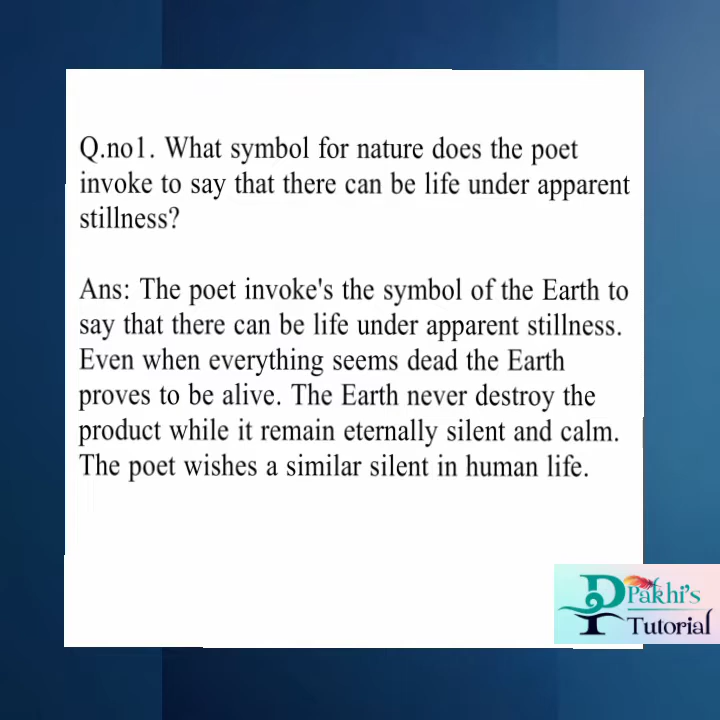 Q.no1. What symbol for nature does the poet
invoke to say that there can be life under apparent
stillness?
Ans: The poet invoke's the symbol of the Earth to
say that there can be life under apparent stillness.
Even when everything seems dead the Earth
proves to be alive. The Earth never destroy the
product while it remain eternally silent and calm.
The poet wishes a similar silent in human life.
Pakhi's
Tutorial